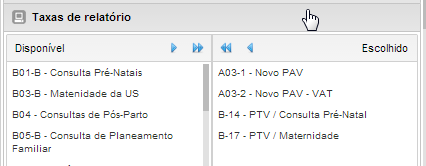 Taxas de relatório
Disponível
Escolhido
B01-B - Consulta Pré-Natais
B03-B - Matenidade da US
B04 - Consultas de Pós-Parto
B05-B - Consulta de Planeamento
Familiar
A03-1 - Novo PAV
A03-2 - Novo PAV - VAT
B-14 - PTV / Consulta Pré-Natal
B-17 - PTV / Maternidade